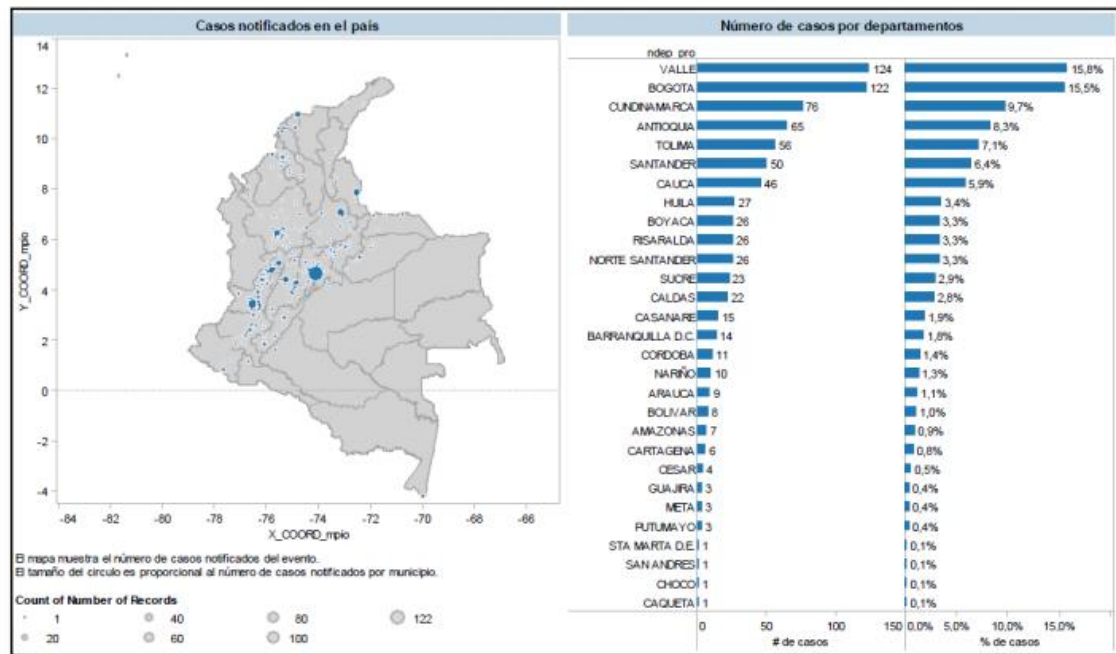 Casos notificados en el país
14
12
10
8
6
4
2
0
-2
-4
Y_COORD_mpio
-84 -82 -80 -78 -76 -74 -72 -70 -68 -66
X_COORD_mpio
El mapa muestra el número de casos notificados del evento.
El tamaño del circulo es proporcional al número de casos notificados por municipio.
Count of Number of Records
1 40 80 122
20 60 100
Número de casos por departamentos
ndep_pro
VALLE 124 15,8%
BOGOTA 122 15,5%
CUNDINAMARCA 76 9,7%
ANTIOQUIA 65 8,3%
TOLIMA 56 7,1%
SANTANDER 50 6,4%
CAUCA 46 5,9%
HUILA 27 3,4%
BOYACA 26 3,3%
RISARALDA 26 3,3%
NORTE SANTANDER 26 3,3%
SUCRE 23 2,9%
CALDAS 22 2,8%
CASANARE 15 1,9%
BARRANQUILLA D.C. 14 1,8%
CORDOBA 11 1,4%
NARIÑO 10 1,3%
ARAUCA 9 1,1%
BOLIVAR 8 1,0%
AMAZONAS 7 0,9%
CARTAGENA 6 0,8%
CESAR 4 0,5%
GUAJIRA 3 0,4%
META 3 0,4%
PUTUMAYO 3 0,4%
STA MARTA D.E. 1 0,1%
SAN ANDRES 1 0,1%
CHOCO 1 0,1%
CAQUETA 1 0,1%
0 50 100 150 0,0% 5,0% 10,0% 15,0%
# de casos % de casos